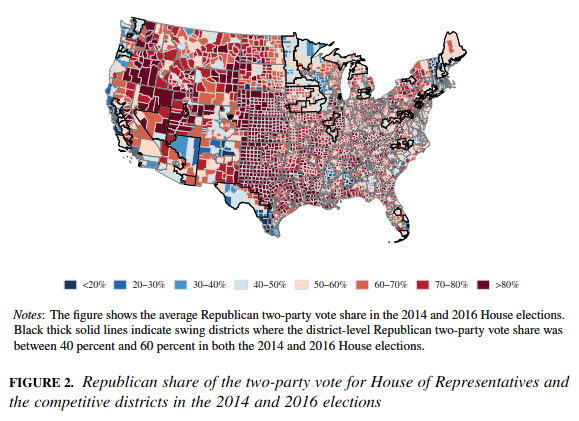 <20% 20–30% 30–40% 40–50% 50–60% 60–70% 70–80% >80%
Notes: The figure shows the average Republican two-party vote share in the 2014 and 2016 House elections.
Black thick solid lines indicate swing districts where the district-level Republican two-party vote share was
between 40 percent and 60 percent in both the 2014 and 2016 House elections.
FIGURE 2. Republican share of the two-party vote for House of Representatives and
the competitive districts in the 2014 and 2016 elections